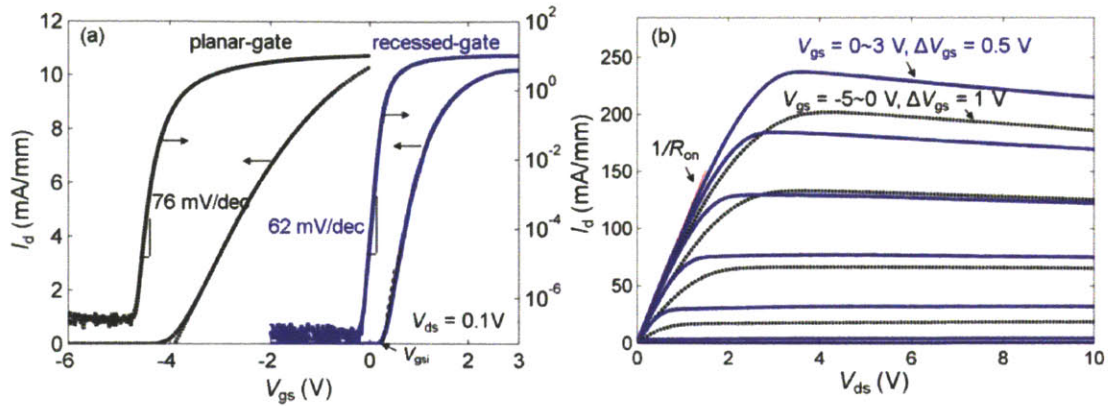 (a)
planar-gate
recessed-gate
76 mV/dec
62 mV/dec
V_ds = 0.1V
V_gsi
I_d (mA/mm)
12
10
8
6
4
2
0
10^2
10^0
10^-2
10^-4
10^-6
-6
-4
-2
0
2
3
V_gs (V)
(b)
V_gs = 0~3 V, ΔV_gs = 0.5 V
V_gs = -5~0 V, ΔV_gs = 1 V
1/R_on
I_d (mA/mm)
250
200
150
100
50
0
0
2
4
6
8
10
V_ds (V)